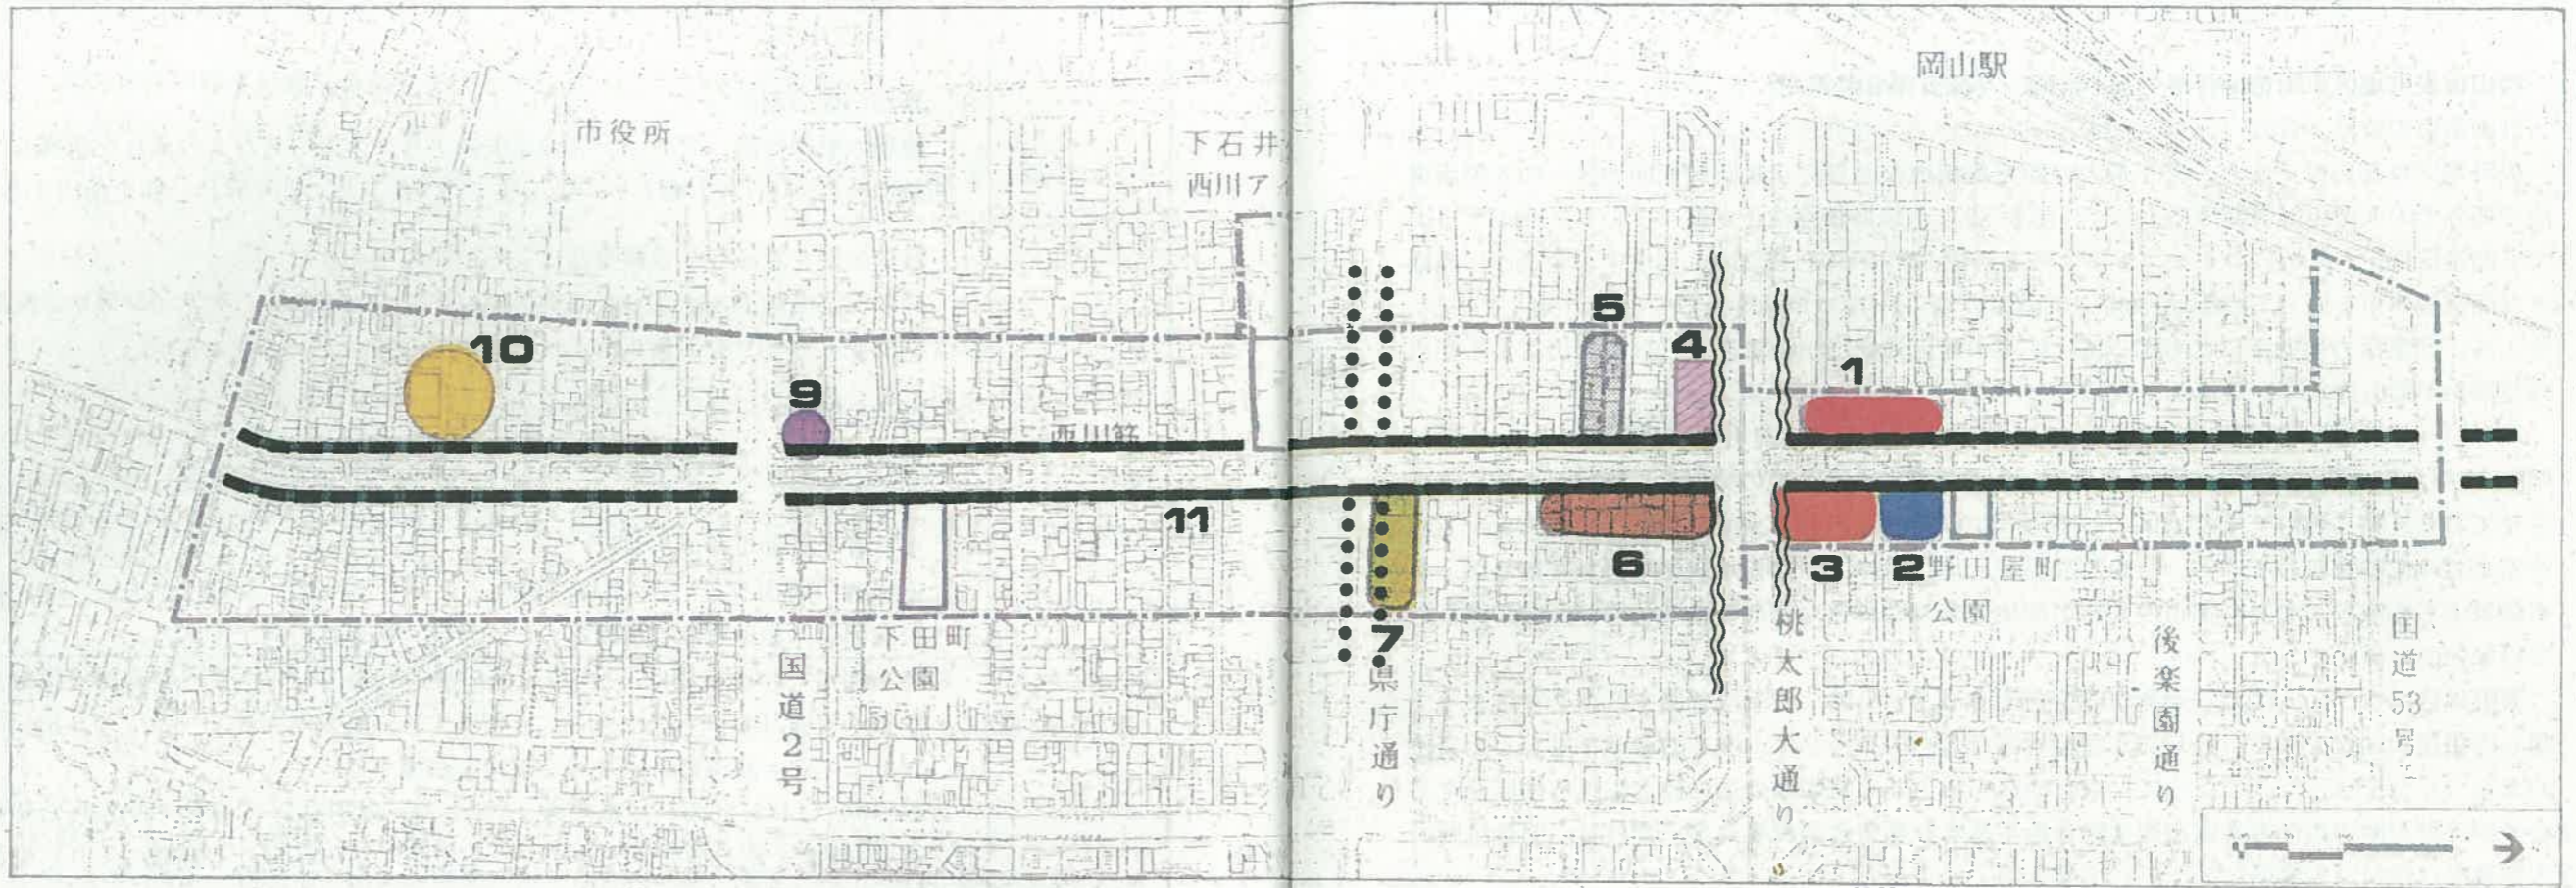 岡山駅
市役所
下石井
西川ア
5
4
1
10
9
西川筋
11
6
3
2
野田屋町
公園
7
下田町
公園
国道2号
県庁通り
桃太郎大通り
後楽園通り
国道53号